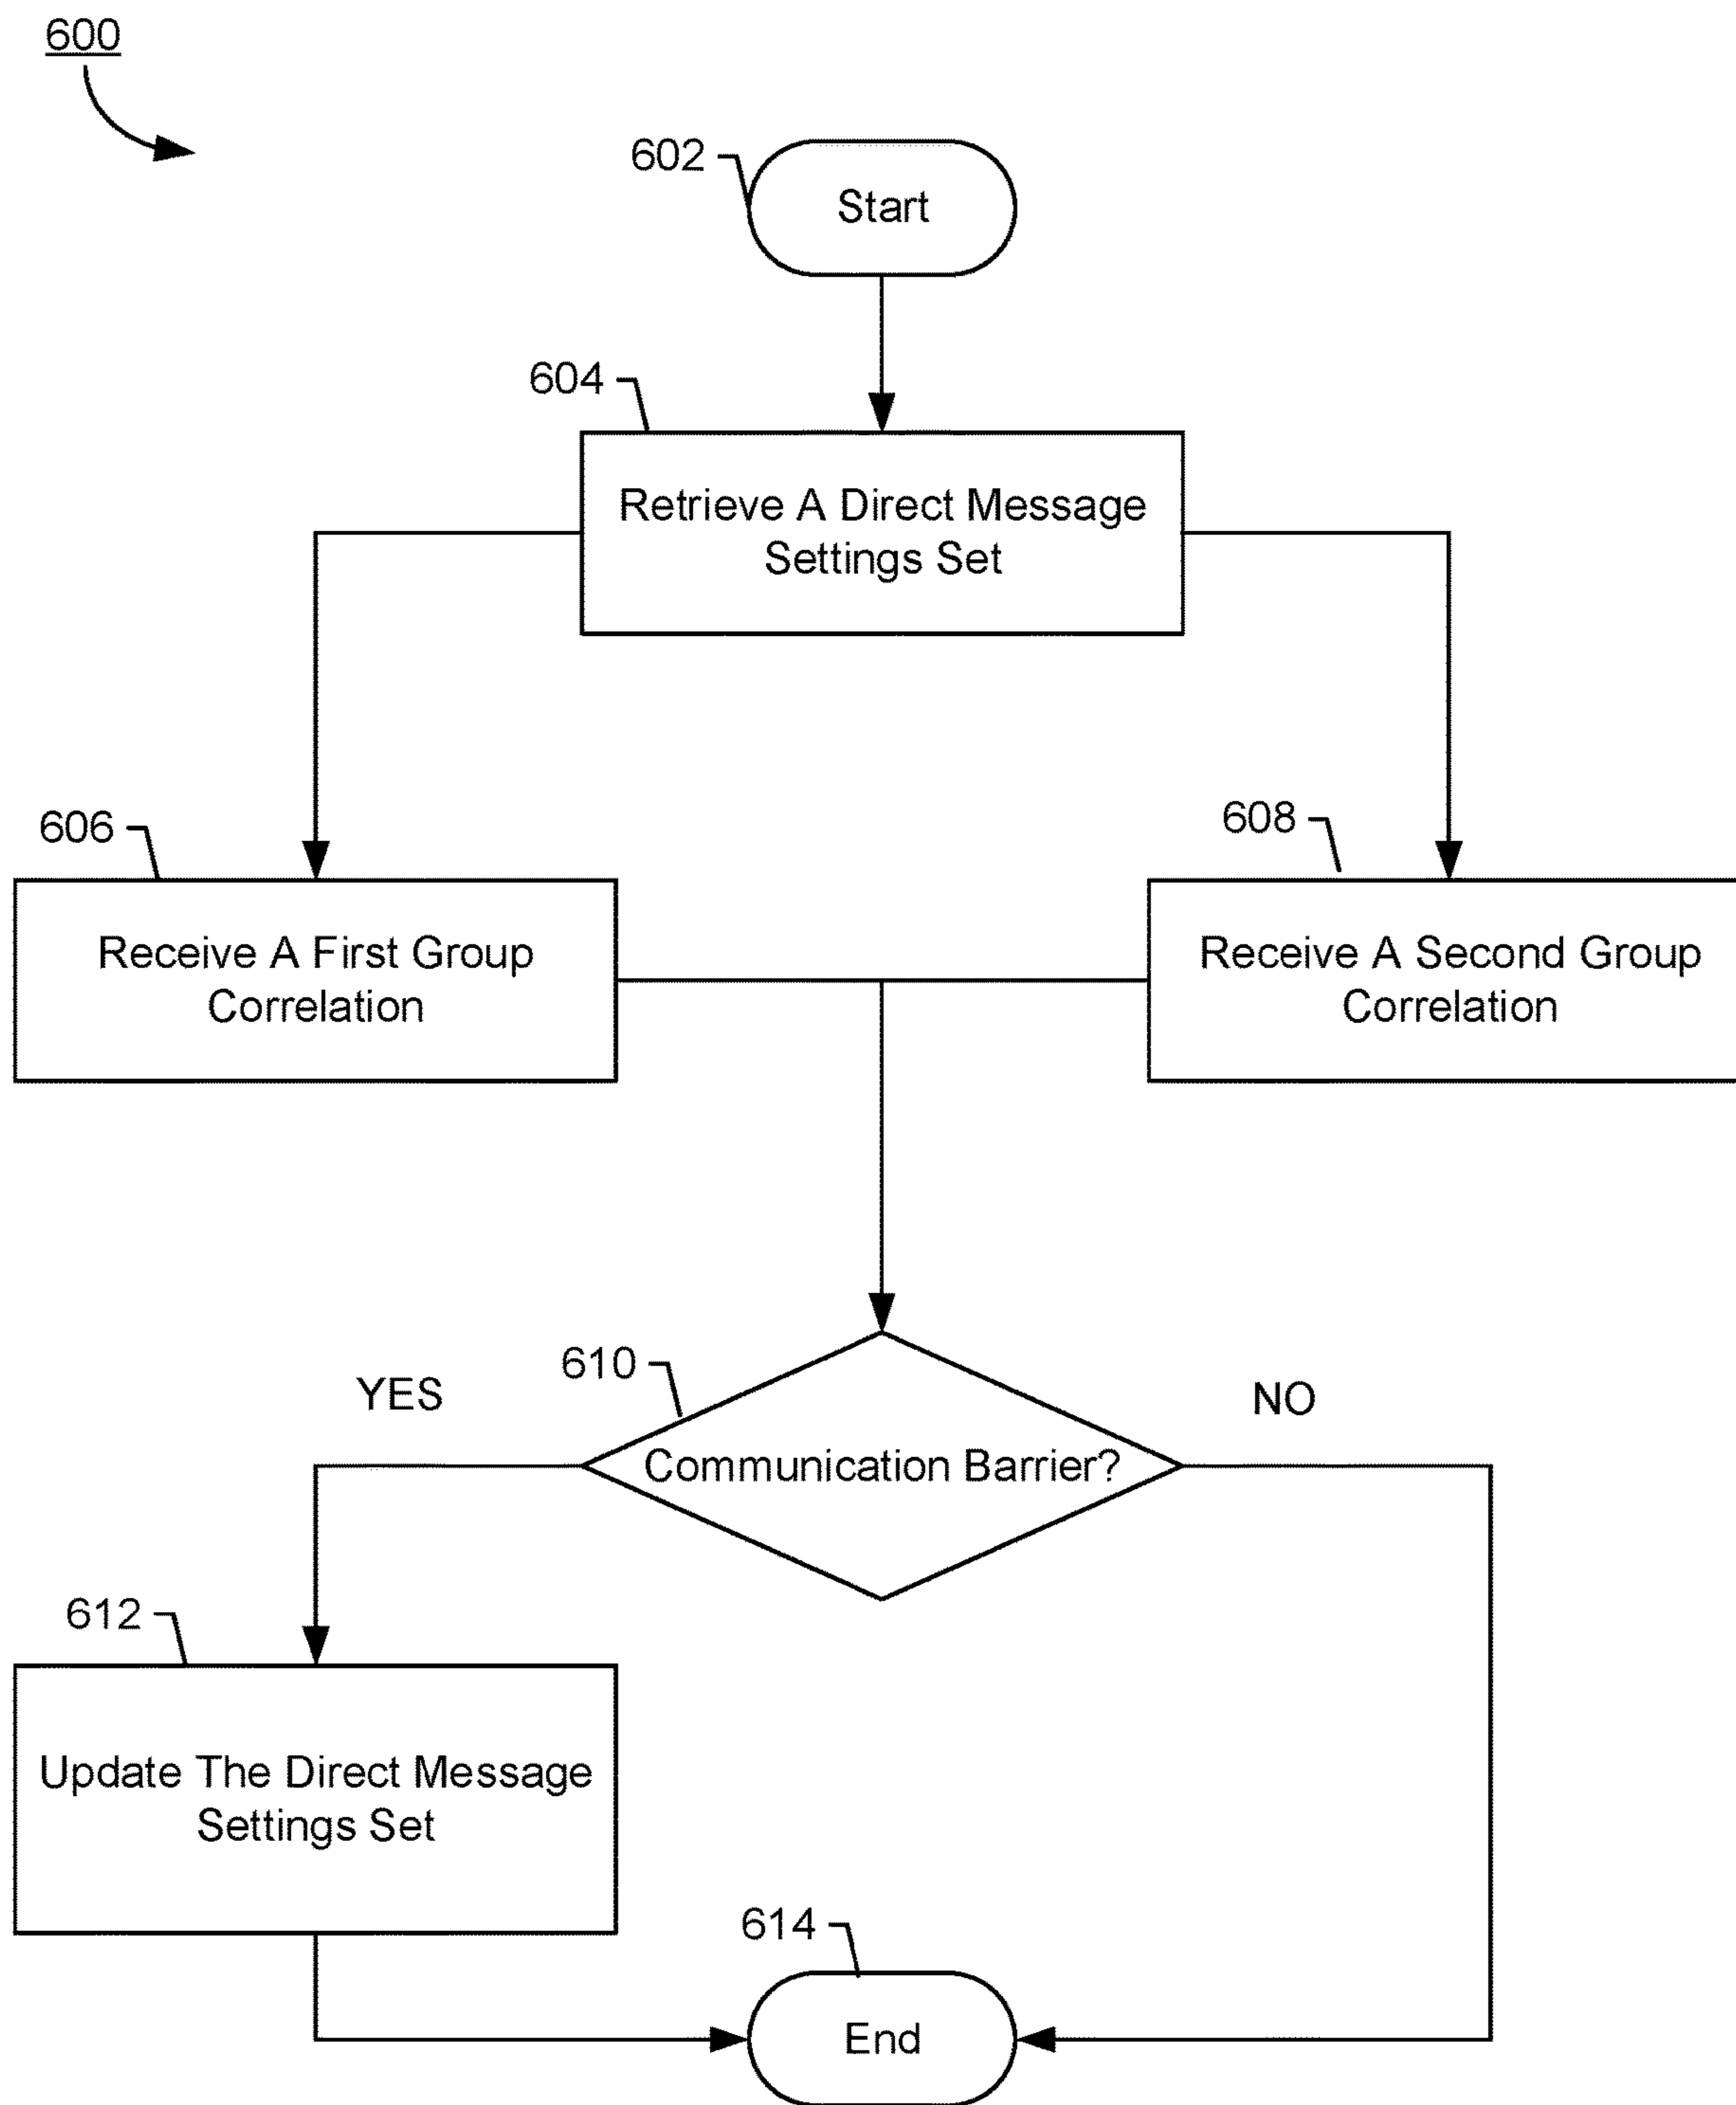 600
602
Start
604
Retrieve A Direct Message
Settings Set
606
Receive A First Group
Correlation
608
Receive A Second Group
Correlation
610
YES
NO
Communication Barrier?
612
Update The Direct Message
Settings Set
614
End